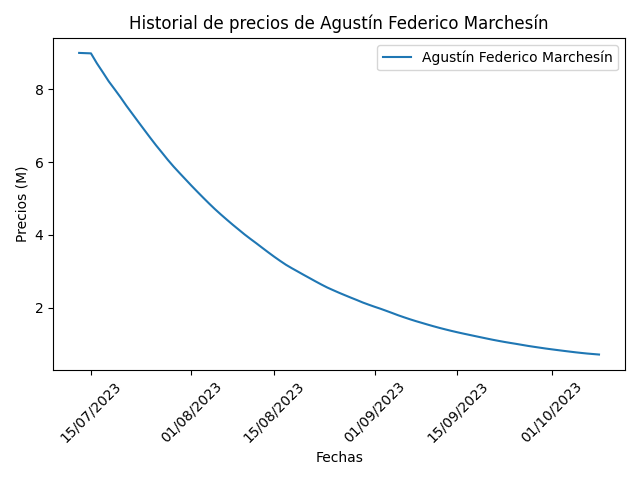 Historial de precios de Agustín Federico Marchesín
Agustín Federico Marchesín
Precios (M)
8
6
4
2
15/07/2023
01/08/2023
15/08/2023
01/09/2023
15/09/2023
01/10/2023
Fechas